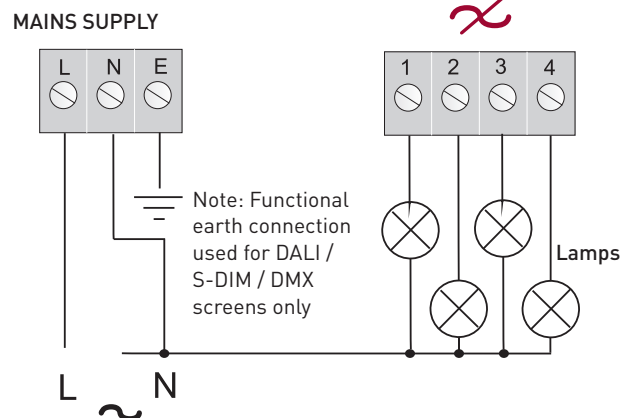 MAINS SUPPLY
L N E
1 2 3 4
Note: Functional
earth connection
used for DALI /
S-DIM / DMX
screens only
Lamps
L N